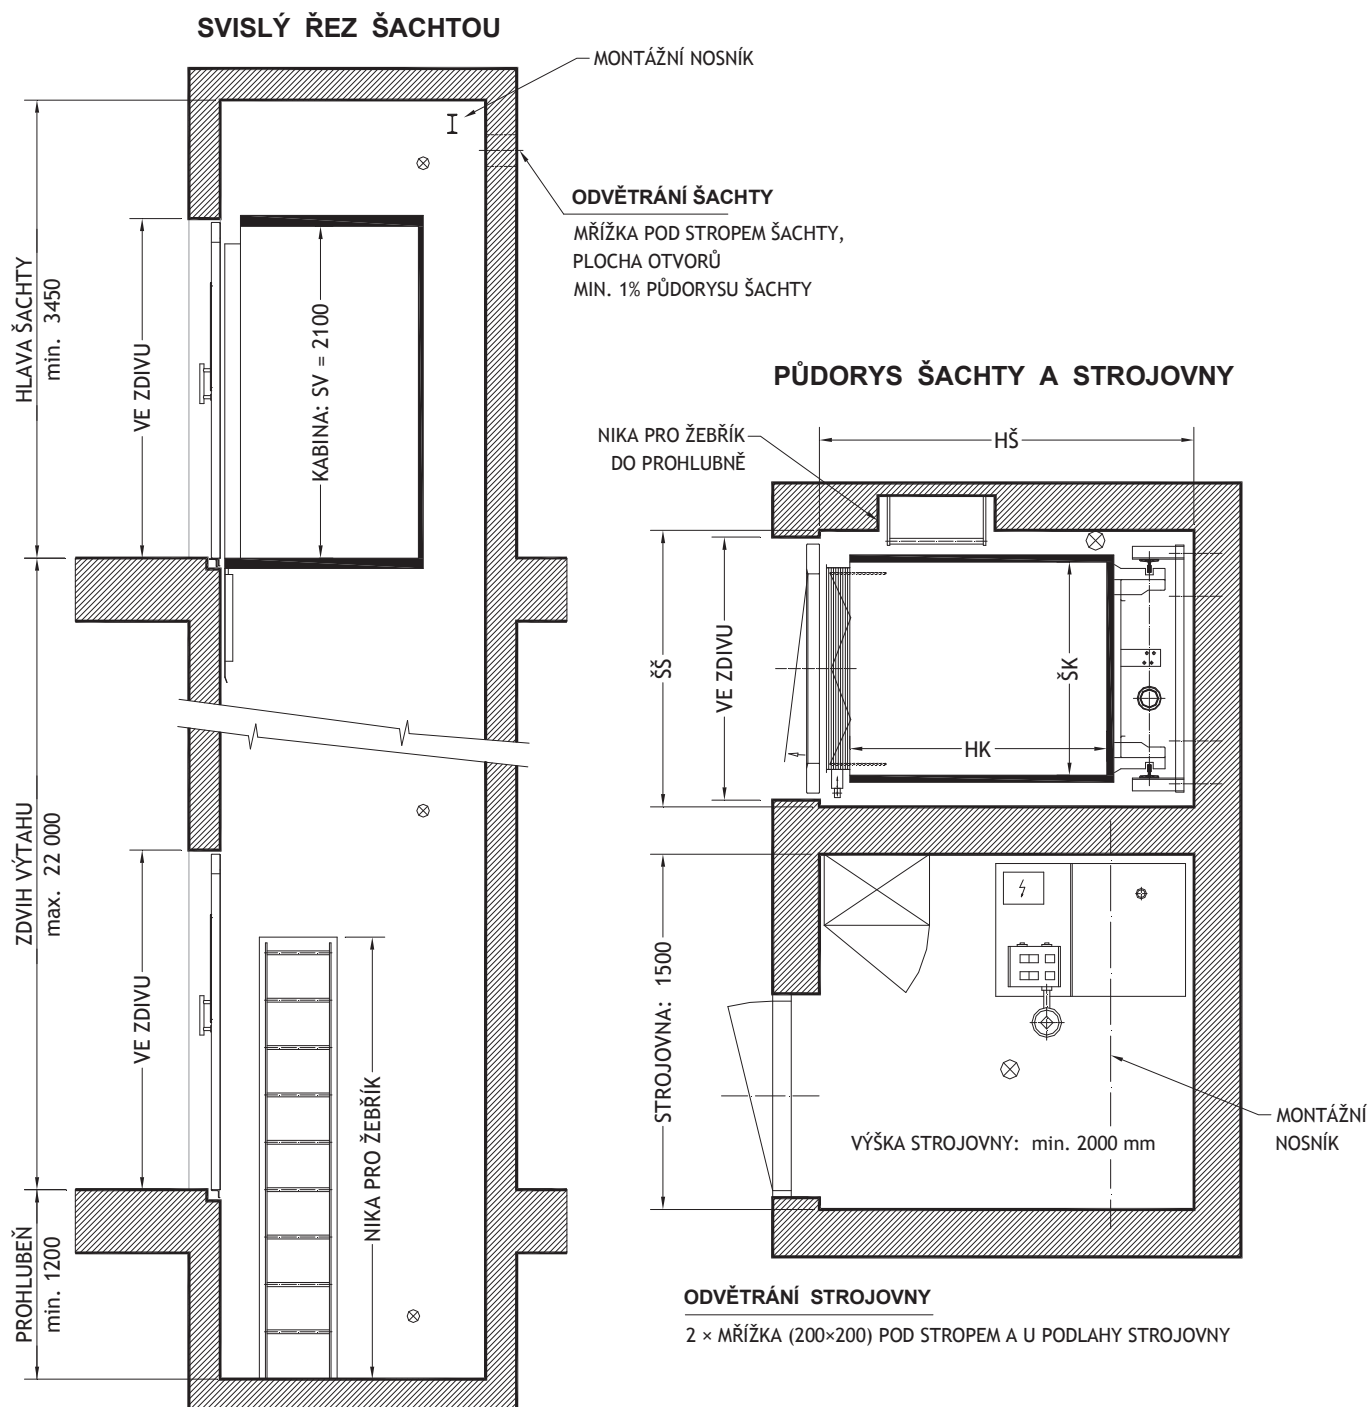 SVISLÝ ŘEZ ŠACHTOU
MONTÁŽNÍ NOSNÍK
ODVĚTRÁNÍ ŠACHTY
MŘÍŽKA POD STROPEM ŠACHTY,
PLOCHA OTVORŮ
MIN. 1% PŮDORYSU ŠACHTY
HLAVA ŠACHTY
min. 3450
VE ZDIVU
KABINA: SV = 2100
ZDVIH VÝTAHU
max. 22 000
VE ZDIVU
NIKA PRO ŽEBŘÍK
PROHLUBEŇ
min. 1200
PŮDORYS ŠACHTY A STROJOVNY
NIKA PRO ŽEBŘÍK
DO PROHLUBNĚ
HŠ
ŠŠ
VE ZDIVU
ŠK
HK
STROJOVNA: 1500
VÝŠKA STROJOVNY: min. 2000 mm
MONTÁŽNÍ
NOSNÍK
ODVĚTRÁNÍ STROJOVNY
2 × MŘÍŽKA (200×200) POD STROPEM A U PODLAHY STROJOVNY